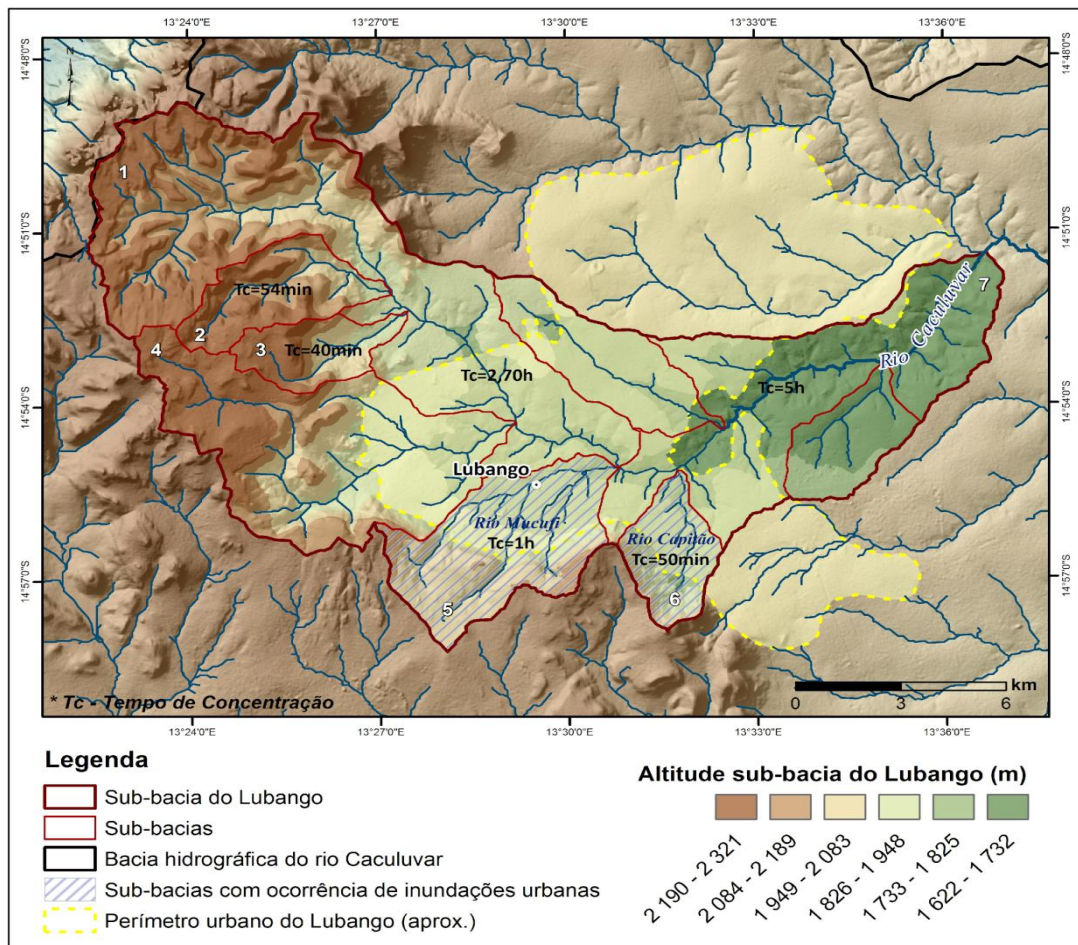 13°24'0"E 13°27'0"E 13°30'0"E 13°33'0"E 13°36'0"E
14°48'0"S 14°48'0"S
N
1
14°51'0"S 14°51'0"S
Tc=54min
2
4
3
Tc=40min
Tc=2,70h
Tc=5h
Rio Caculuvar
7
14°54'0"S 14°54'0"S
Lubango
Rio Mucufi
Tc=1h
Rio Capitão
Tc=50min
14°57'0"S 14°57'0"S
5
6
* Tc - Tempo de Concentração
km
0 3 6
13°24'0"E 13°27'0"E 13°30'0"E 13°33'0"E 13°36'0"E
Legenda
Sub-bacia do Lubango
Sub-bacias
Bacia hidrográfica do rio Caculuvar
Sub-bacias com ocorrência de inundações urbanas
Perímetro urbano do Lubango (aprox.)
Altitude sub-bacia do Lubango (m)
2 190 - 2 321
2 084 - 2 189
1 949 - 2 083
1 826 - 1 948
1 733 - 1 825
1 622 - 1 732